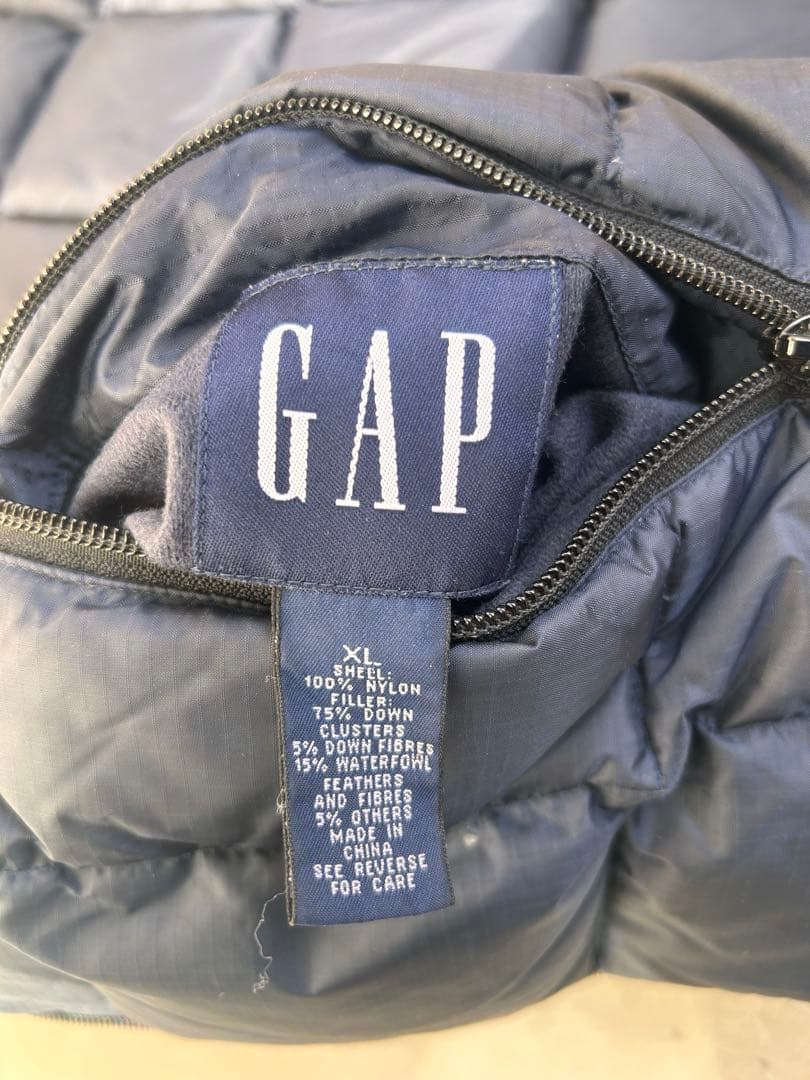 GAP
XL
SHELL:
100% NYLON
FILLER:
75% DOWN
CLUSTERS
5% DOWN FIBRES
15% WATERFOWL
FEATHERS
AND FIBRES
5% OTHERS
MADE IN
CHINA
SEE REVERSE
FOR CARE